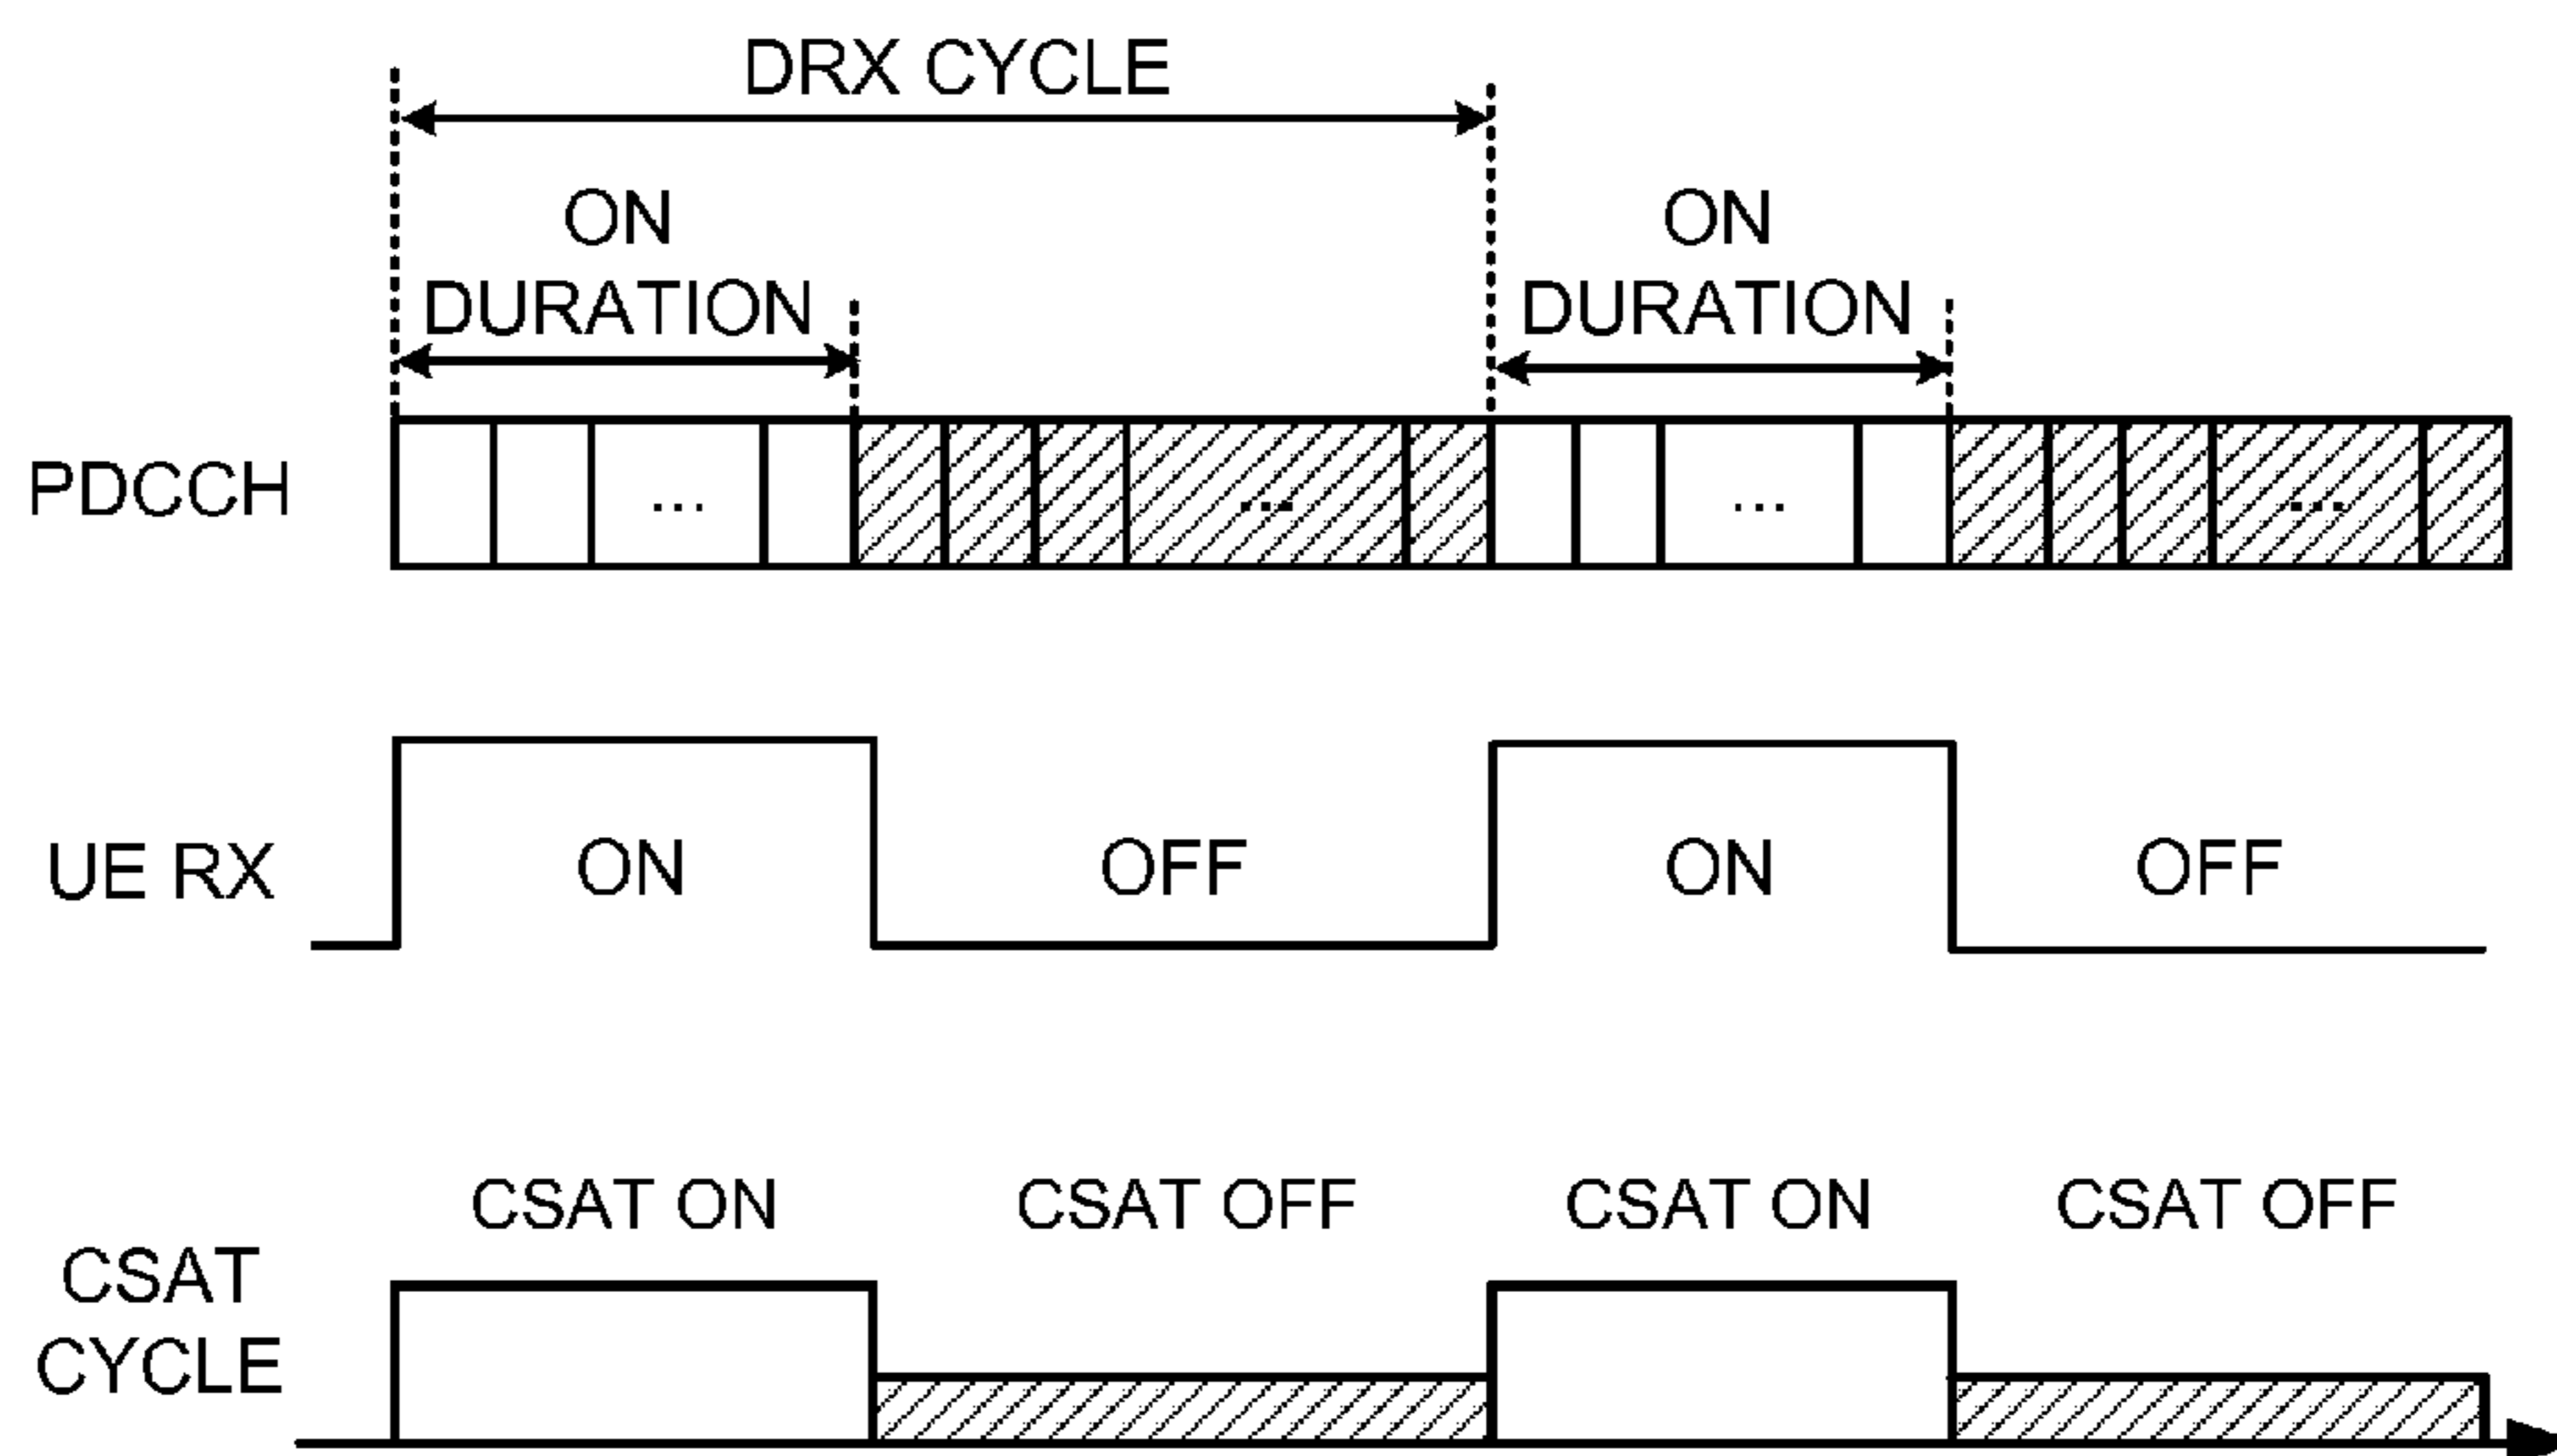 DRX CYCLE
ON ON
DURATION DURATION
PDCCH ... ... ... ...
UE RX ON OFF ON OFF
CSAT ON CSAT OFF CSAT ON CSAT OFF
CSAT
CYCLE